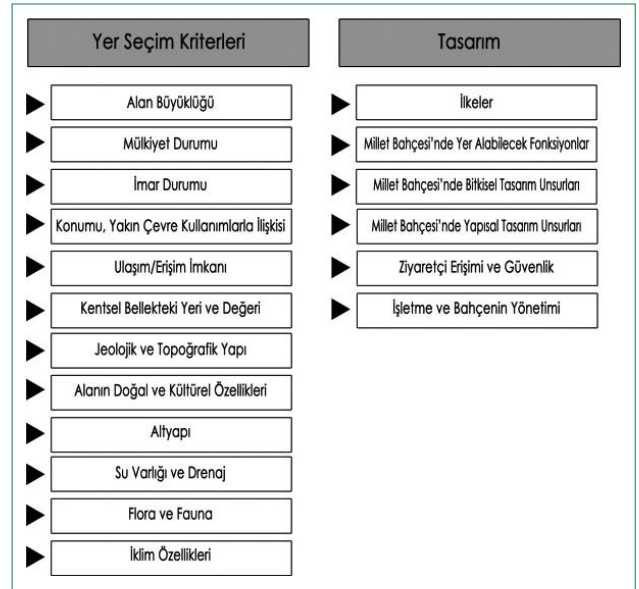 Yer Seçim Kriterleri
Alan Büyüklüğü
Mülkiyet Durumu
İmar Durumu
Konumu, Yakın Çevre Kullanımlarla İlişkisi
Ulaşım/Erişim İmkanı
Kentsel Bellekteki Yeri ve Değeri
Jeolojik ve Topoğrafik Yapı
Alanın Doğal ve Kültürel Özellikleri
Altyapı
Su Varlığı ve Drenaj
Flora ve Fauna
İklim Özellikleri
Tasarım
İlkeler
Millet Bahçesi'nde Yer Alabilecek Fonksiyonlar
Millet Bahçesi'nde Bitkisel Tasarım Unsurları
Millet Bahçesi'nde Yapısal Tasarım Unsurları
Ziyaretçi Erişimi ve Güvenlik
İşletme ve Bahçenin Yönetimi